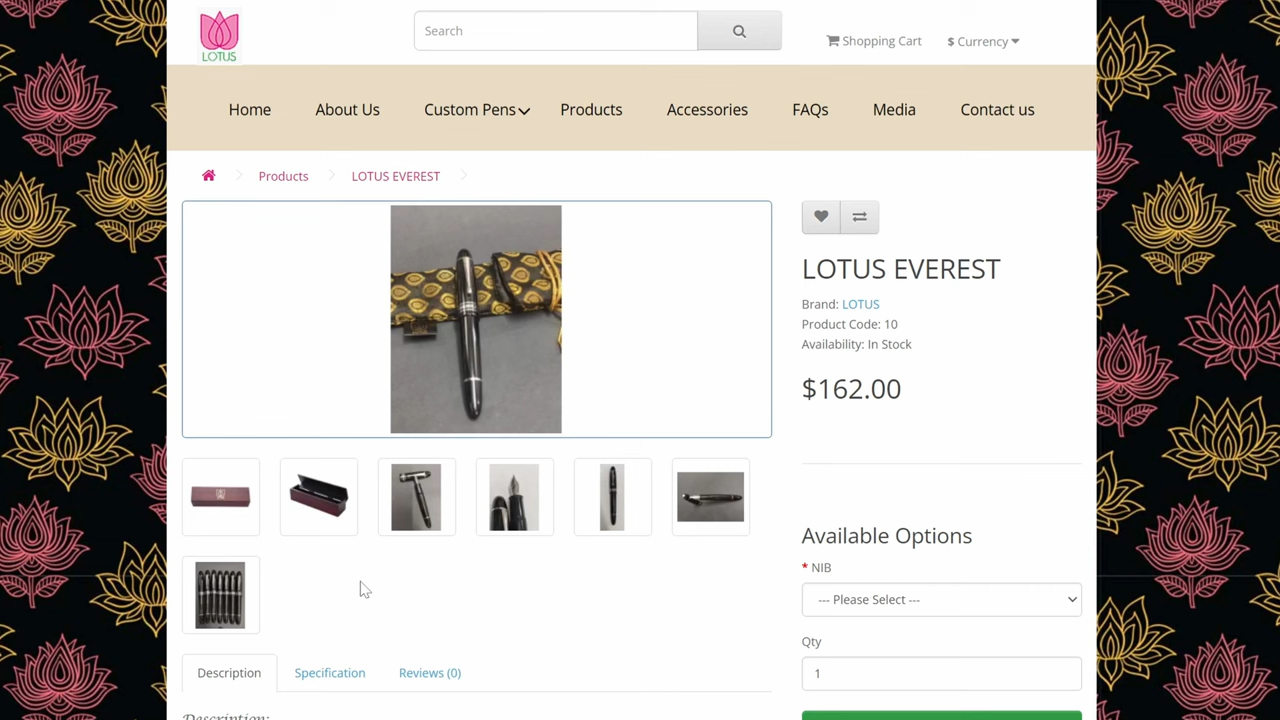 LOTUS
Search
Shopping Cart
$ Currency
Home
About Us
Custom Pens
Products
Accessories
FAQs
Media
Contact us
Products
LOTUS EVEREST
LOTUS EVEREST
Brand: LOTUS
Product Code: 10
Availability: In Stock
$162.00
Available Options
* NIB
--- Please Select ---
Qty
1
Description
Specification
Reviews (0)
Description: